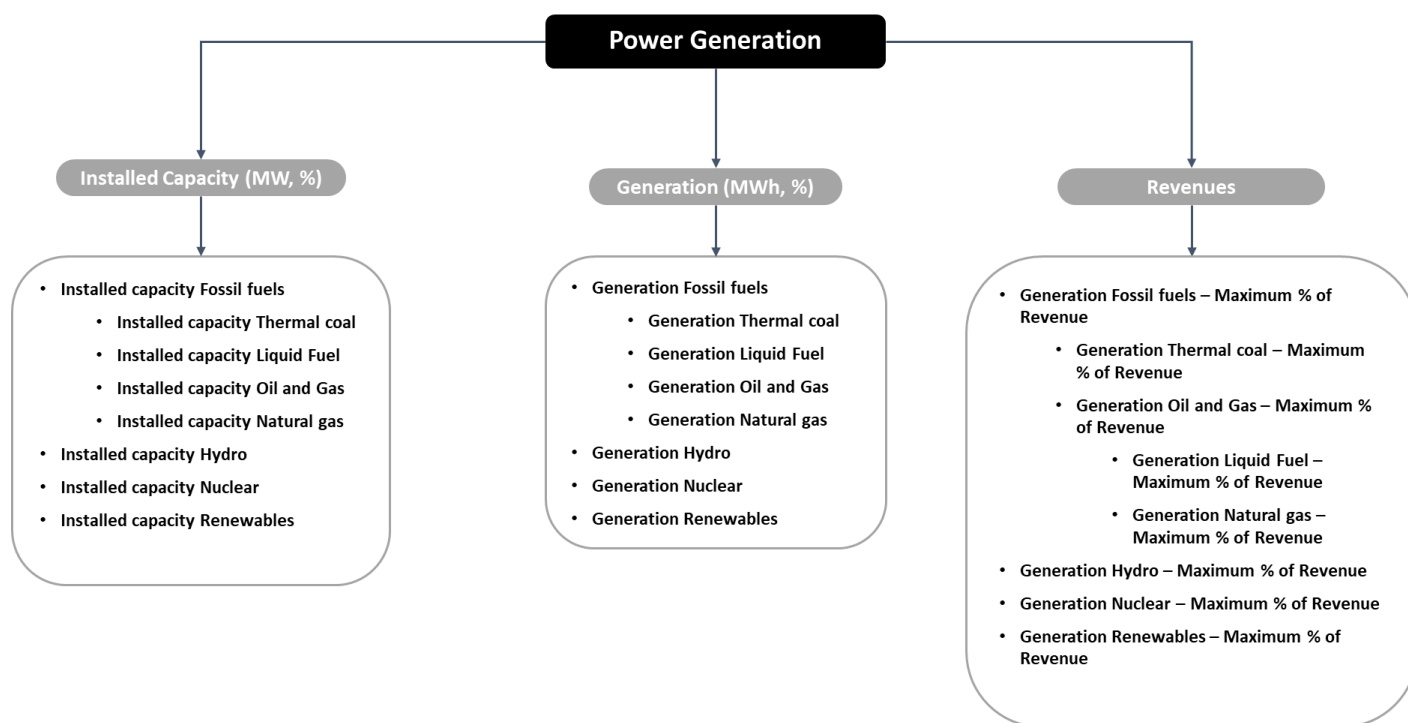 Power Generation
Installed Capacity (MW, %)
• Installed capacity Fossil fuels
• Installed capacity Thermal coal
• Installed capacity Liquid Fuel
• Installed capacity Oil and Gas
• Installed capacity Natural gas
• Installed capacity Hydro
• Installed capacity Nuclear
• Installed capacity Renewables
Generation (MWh, %)
• Generation Fossil fuels
• Generation Thermal coal
• Generation Liquid Fuel
• Generation Oil and Gas
• Generation Natural gas
• Generation Hydro
• Generation Nuclear
• Generation Renewables
Revenues
• Generation Fossil fuels – Maximum % of
Revenue
• Generation Thermal coal – Maximum
% of Revenue
• Generation Oil and Gas – Maximum %
of Revenue
• Generation Liquid Fuel –
Maximum % of Revenue
• Generation Natural gas –
Maximum % of Revenue
• Generation Hydro – Maximum % of Revenue
• Generation Nuclear – Maximum % of Revenue
• Generation Renewables – Maximum % of
Revenue